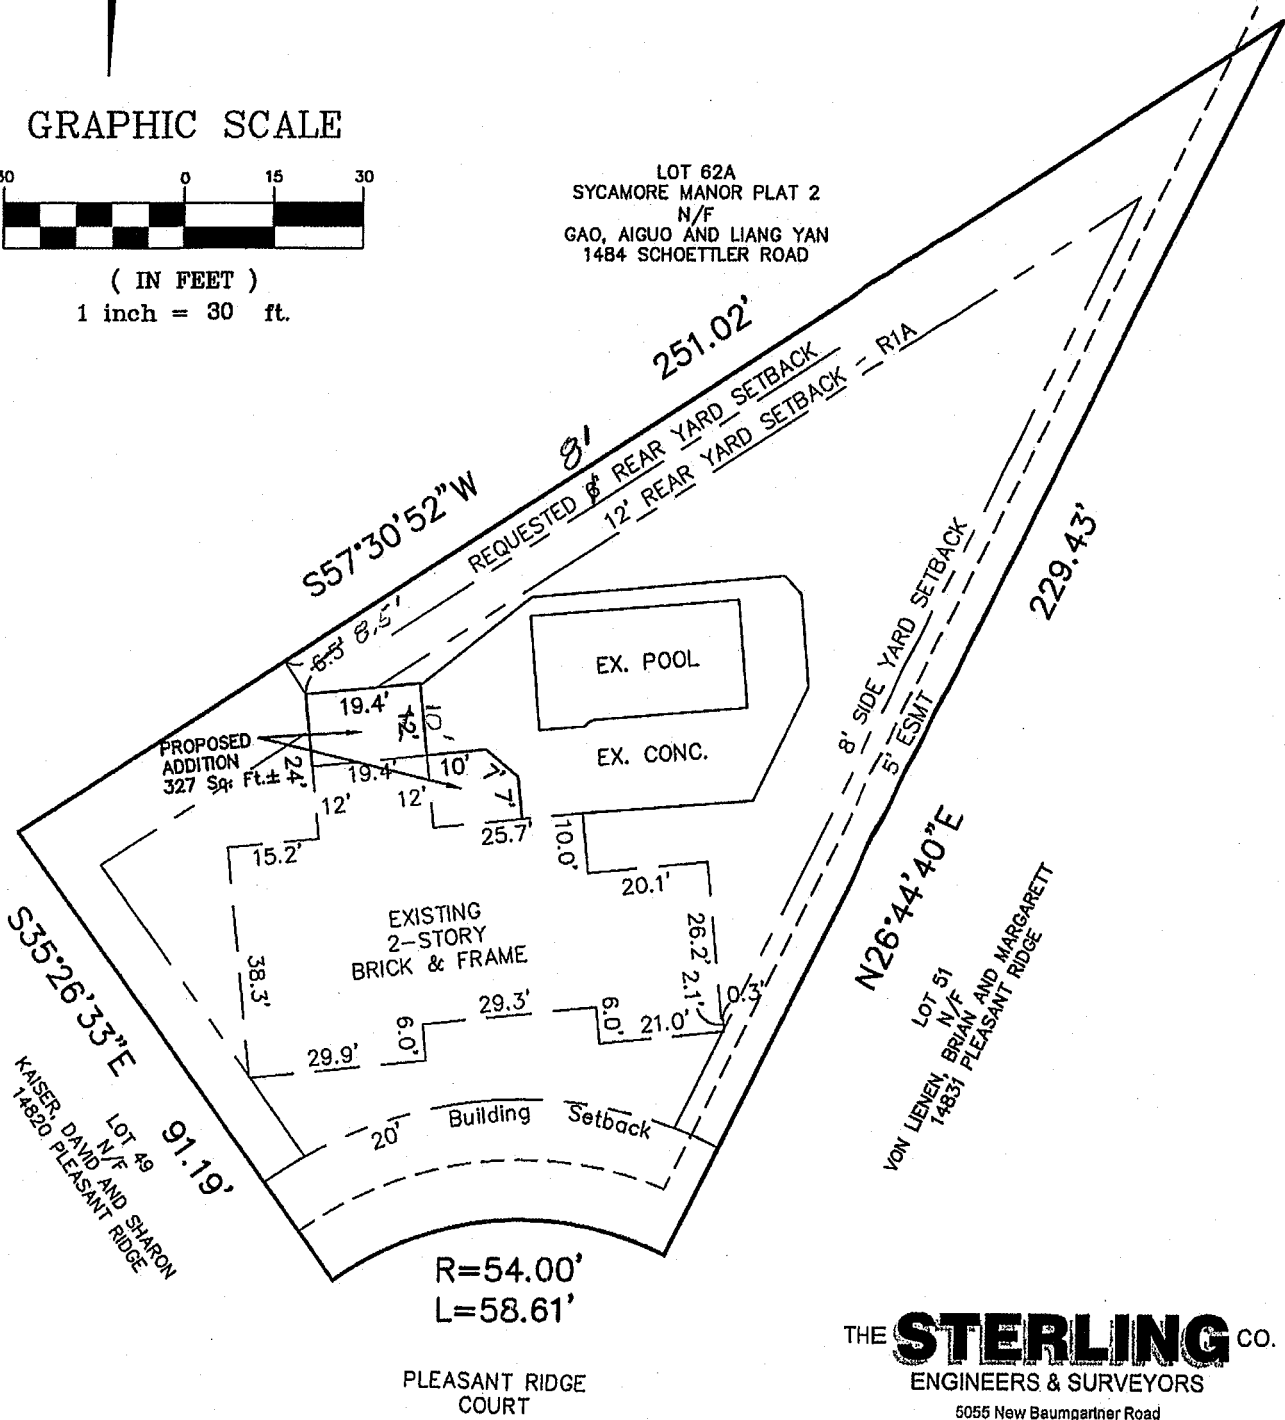 GRAPHIC SCALE
30 0 15 30
( IN FEET )
1 inch = 30 ft.
LOT 62A
SYCAMORE MANOR PLAT 2
N/F
GAO, AIGUO AND LIANG YAN
1484 SCHOETTLER ROAD
251.02'
8'
S57°30'52"W
REQUESTED 6' REAR YARD SETBACK
12' REAR YARD SETBACK - R1A
8' SIDE YARD SETBACK
5' ESMT
229.43'
N26°44'40"E
6.5' 8.5'
19.4'
12' 10'
PROPOSED
ADDITION
327 Sq. Ft.±
24'
19.4'
10'
7'
7'
12'
12'
25.7'
15.2'
10.0'
20.1'
EX. POOL
EX. CONC.
EXISTING
2-STORY
BRICK & FRAME
38.3'
26.2'
2.1'
0.3'
29.3'
6.0'
6.0'
21.0'
29.9'
20' Building Setback
S35°26'33"E
91.19'
LOT 49
N/F
KAISER, DAVID AND SHARON
14820 PLEASANT RIDGE
LOT 51
N/F
VON LIENEN, BRIAN AND MARGARETT
14831 PLEASANT RIDGE
R=54.00'
L=58.61'
PLEASANT RIDGE
COURT
THE STERLING CO.
ENGINEERS & SURVEYORS
5055 New Baumgartner Road